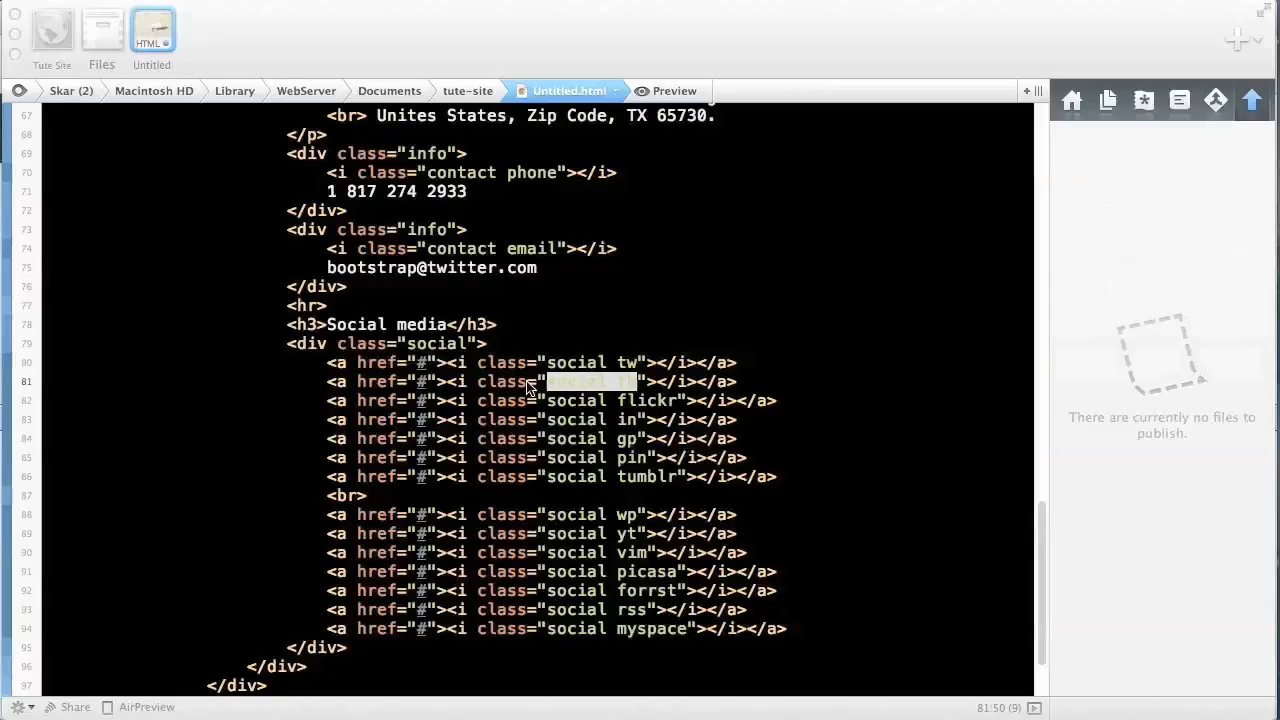 HTML
Tute Site
Files
Untitled
Skar (2)
Macintosh HD
Library
WebServer
Documents
tute-site
Untitled.html
Preview
67 <br> Unites States, Zip Code, TX 65730.
68 </p>
69 <div class="info">
70 <i class="contact phone"></i>
71 1 817 274 2933
72 </div>
73 <div class="info">
74 <i class="contact email"></i>
75 bootstrap@twitter.com
76 </div>
77 <hr>
78 <h3>Social media</h3>
79 <div class="social">
80 <a href="#"><i class="social tw"></i></a>
81 <a href="#"><i class="social fb"></i></a>
82 <a href="#"><i class="social flickr"></i></a>
83 <a href="#"><i class="social in"></i></a>
84 <a href="#"><i class="social gp"></i></a>
85 <a href="#"><i class="social pin"></i></a>
86 <a href="#"><i class="social tumblr"></i></a>
87 <br>
88 <a href="#"><i class="social wp"></i></a>
89 <a href="#"><i class="social yt"></i></a>
90 <a href="#"><i class="social vim"></i></a>
91 <a href="#"><i class="social picasa"></i></a>
92 <a href="#"><i class="social forrst"></i></a>
93 <a href="#"><i class="social rss"></i></a>
94 <a href="#"><i class="social myspace"></i></a>
95 </div>
96 </div>
97 </div>
There are currently no files to
publish.
Share
AirPreview
81:50 (9)